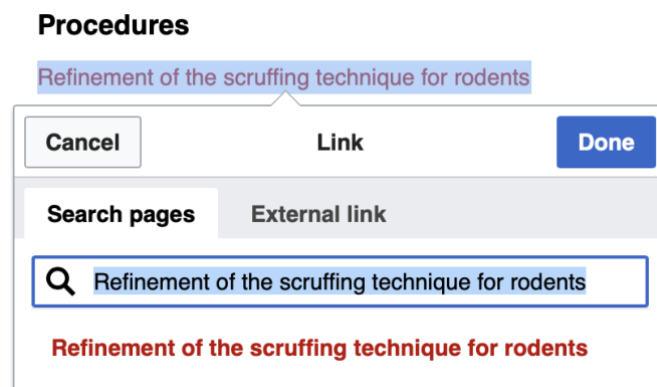 Procedures
Refinement of the scruffing technique for rodents
Cancel Link Done
Search pages External link
Refinement of the scruffing technique for rodents
Refinement of the scruffing technique for rodents